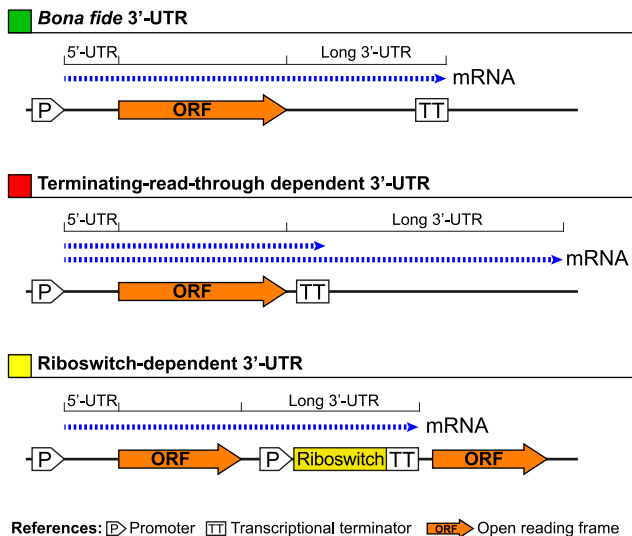 Bona fide 3’-UTR
5’-UTR Long 3’-UTR
mRNA
P ORF TT
Terminating-read-through dependent 3’-UTR
5’-UTR Long 3’-UTR
mRNA
P ORF TT
Riboswitch-dependent 3’-UTR
5’-UTR Long 3’-UTR
mRNA
P ORF P Riboswitch TT ORF
References: P Promoter TT Transcriptional terminator ORF Open reading frame